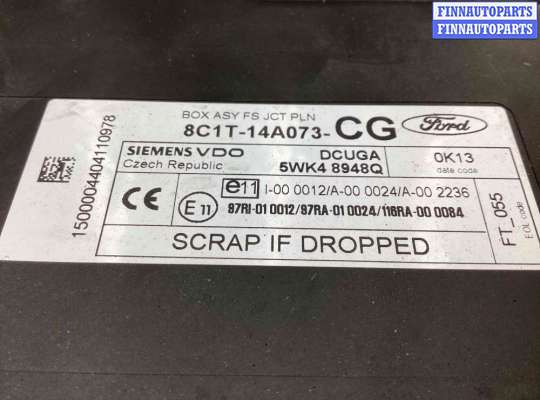 FINNAUTOPARTS
FINNAUTOPARTS
BOX ASY FS JCT PLN
8C1T-14A073-CG
Ford
15000044404110978
SIEMENS VDO
Czech Republic
DCUGA
5WK4 8948Q
0K13
date code
CE
E 11
e11 I-00 0012/A-00 0024/A-00 2236
97RI-01 0012/97RA-01 0024/116RA-00 0084
SCRAP IF DROPPED
FT_055
EOL code